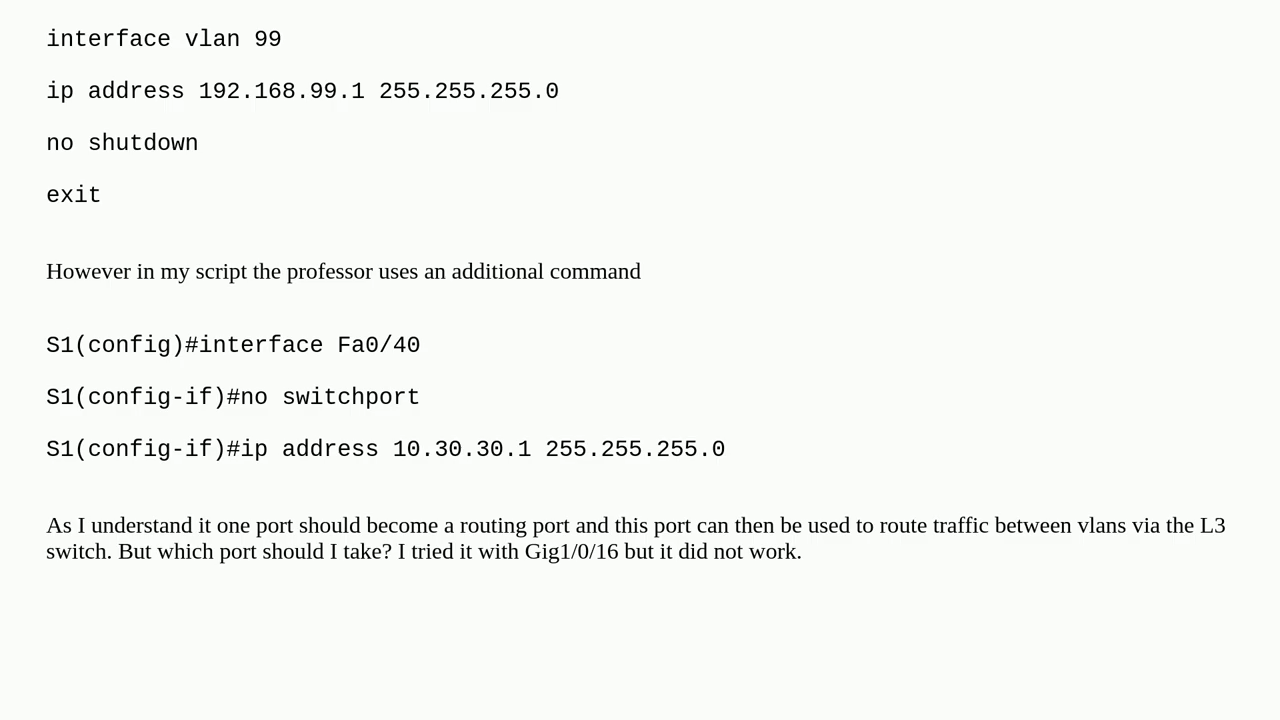 interface vlan 99
ip address 192.168.99.1 255.255.255.0
no shutdown
exit
However in my script the professor uses an additional command
S1(config)#interface Fa0/40
S1(config-if)#no switchport
S1(config-if)#ip address 10.30.30.1 255.255.255.0
As I understand it one port should become a routing port and this port can then be used to route traffic between vlans via the L3
switch. But which port should I take? I tried it with Gig1/0/16 but it did not work.